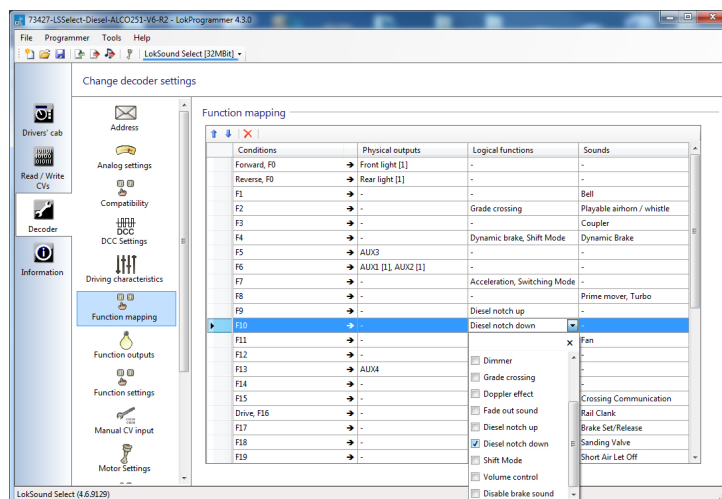 73427-LSSelect-Diesel-ALCO251-V6-R2 - LokProgrammer 4.3.0
File Programmer Tools Help
LokSound Select [32MBit]
Change decoder settings
Drivers' cab
Read / Write CVs
Decoder
Information
Address
Analog settings
Compatibility
DCC
DCC Settings
Driving characteristics
Function mapping
Function outputs
Function settings
Manual CV input
Motor Settings
Function mapping
Conditions Physical outputs Logical functions Sounds
Forward, F0 ➔ Front light [1] - -
Reverse, F0 ➔ Rear light [1] - -
F1 ➔ - - Bell
F2 ➔ - Grade crossing Playable airhorn / whistle
F3 ➔ - - Coupler
F4 ➔ - Dynamic brake, Shift Mode Dynamic Brake
F5 ➔ AUX3 - -
F6 ➔ AUX1 [1], AUX2 [1] - -
F7 ➔ - Acceleration, Switching Mode -
F8 ➔ - - Prime mover, Turbo
F9 ➔ - Diesel notch up -
F10 ➔ - Diesel notch down -
F11 ➔ - Fan
F12 ➔ - -
F13 ➔ AUX4 -
F14 ➔ - -
F15 ➔ - Crossing Communication
Drive, F16 ➔ - Rail Clank
F17 ➔ - Brake Set/Release
F18 ➔ - Sanding Valve
F19 ➔ - Short Air Let Off
Dimmer
Grade crossing
Doppler effect
Fade out sound
Diesel notch up
Diesel notch down
Shift Mode
Volume control
Disable brake sound
LokSound Select (4.6.9129)